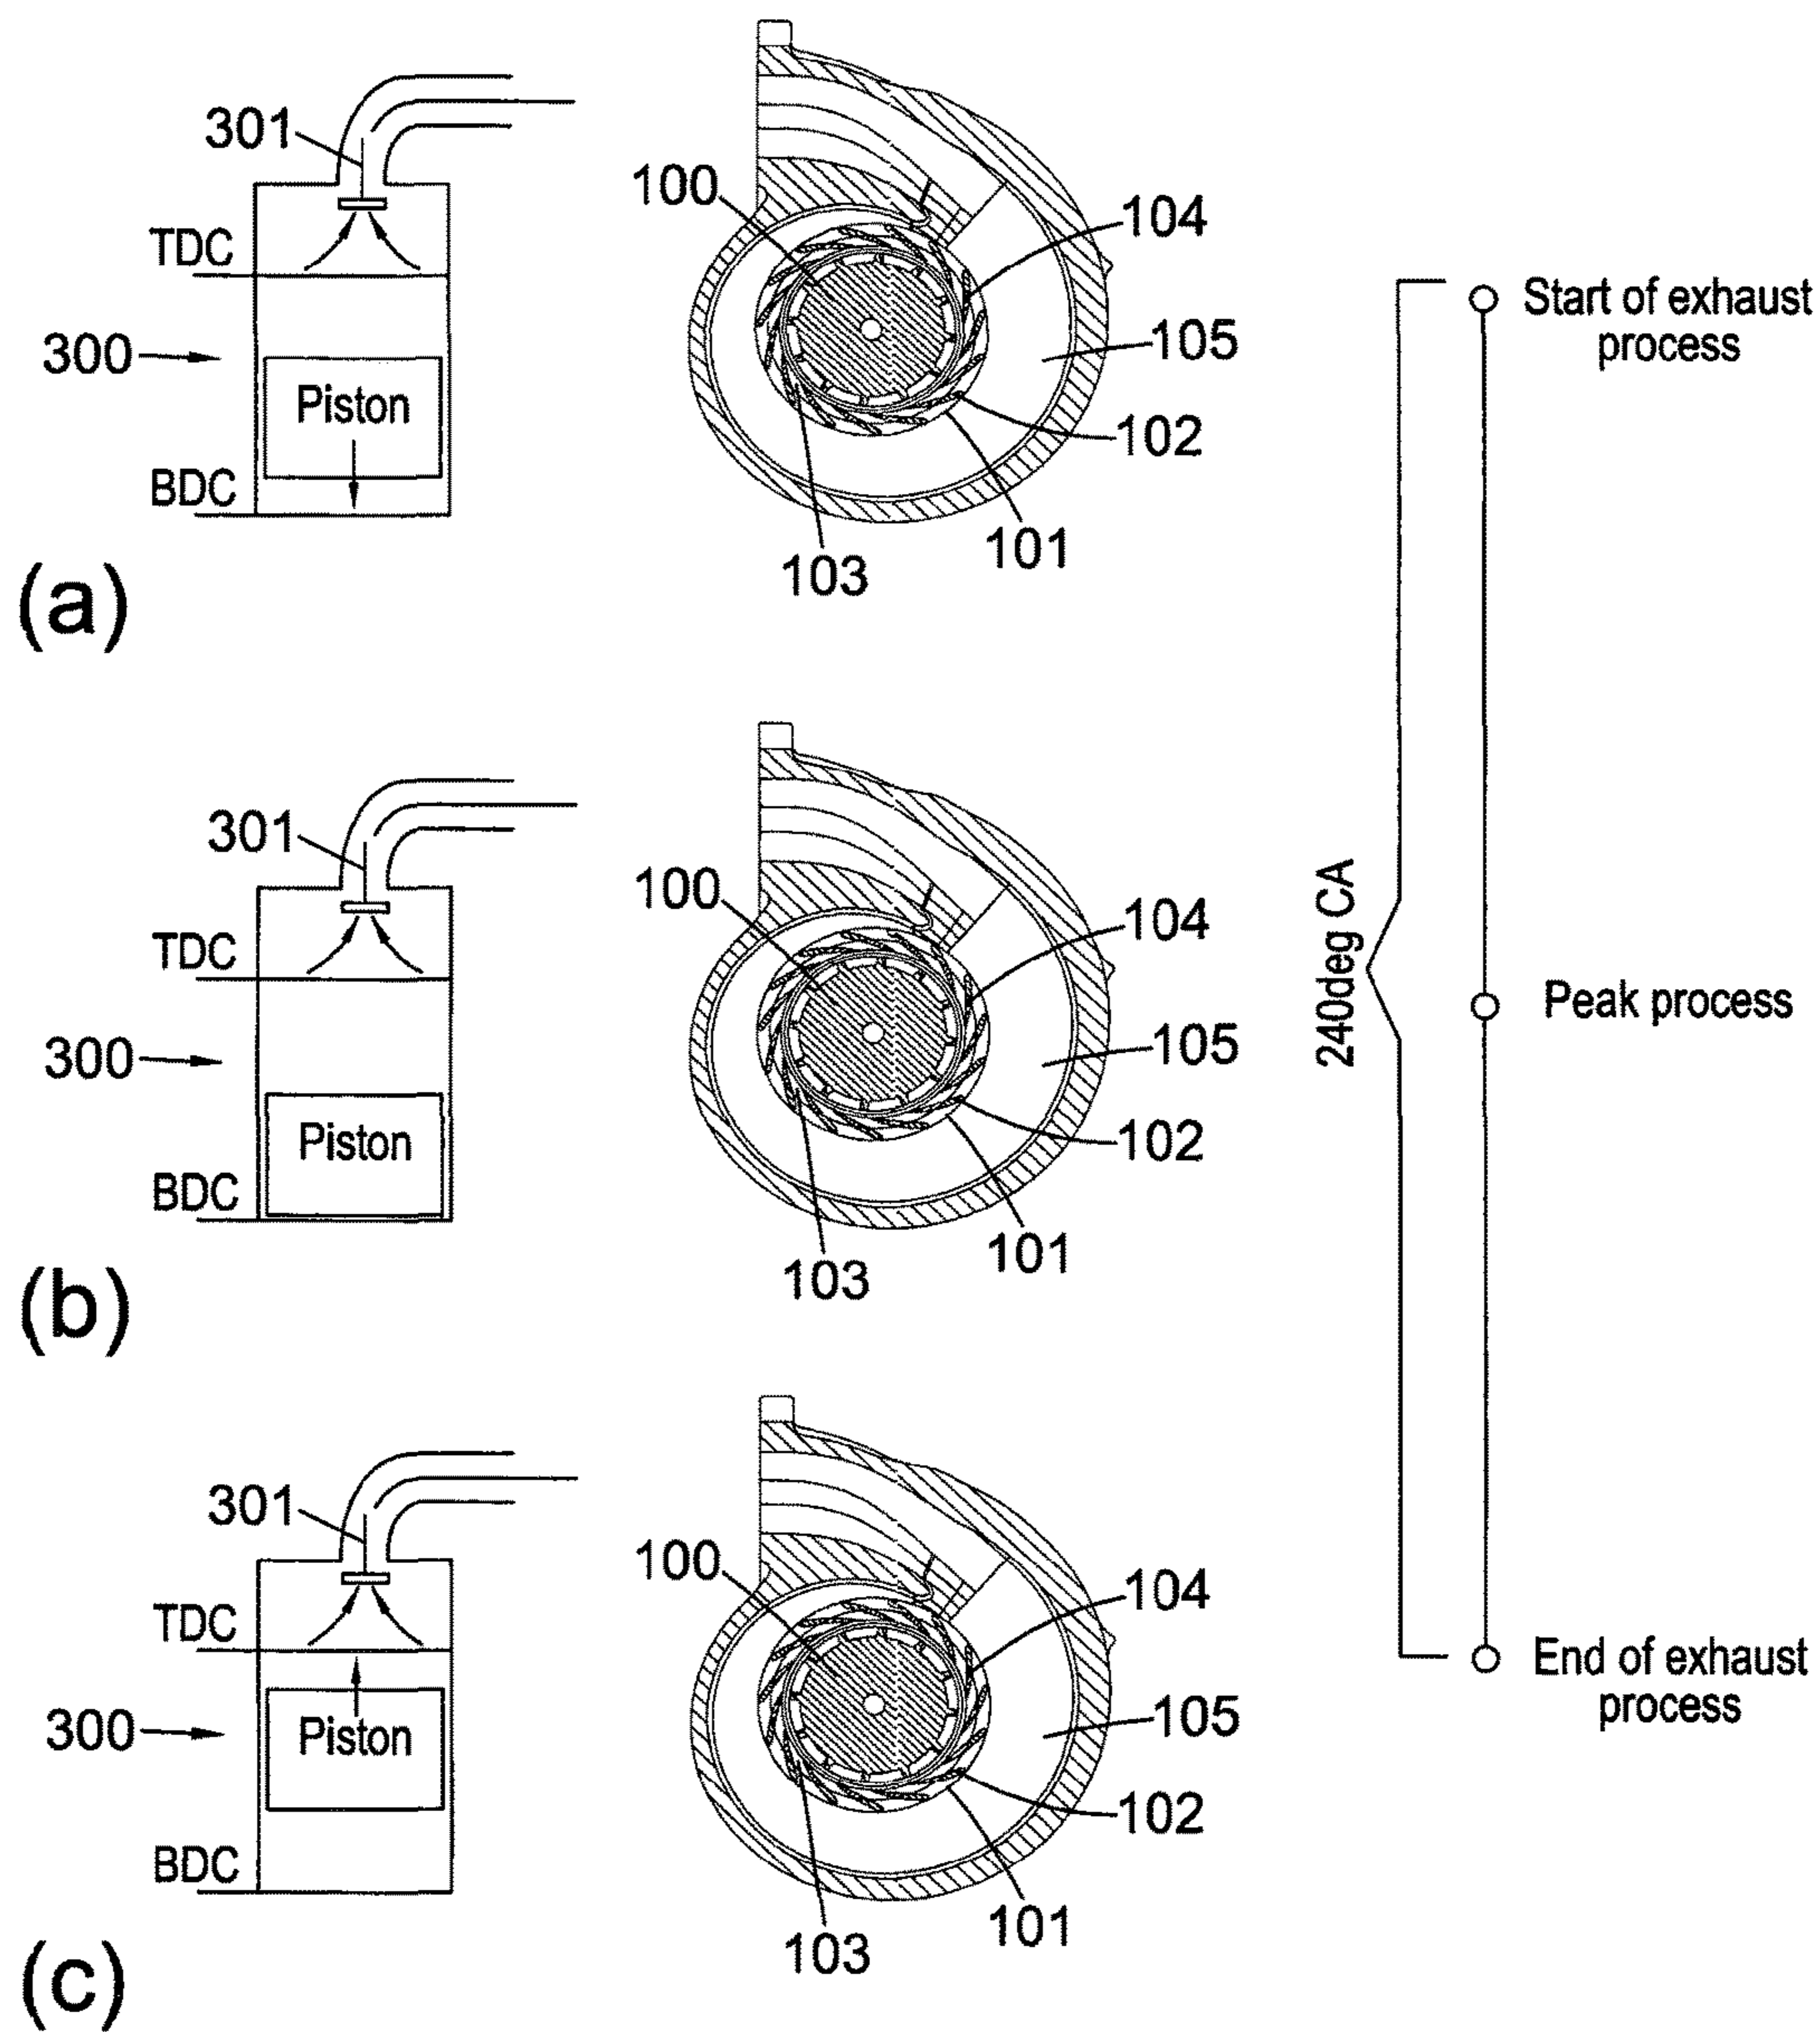 301
TDC
300
Piston
BDC
(a)
100
104
105
102
101
103
Start of exhaust
process
301
TDC
300
Piston
BDC
(b)
100
104
105
102
101
103
240deg CA
Peak process
301
TDC
300
Piston
BDC
(c)
100
104
105
102
101
103
End of exhaust
process